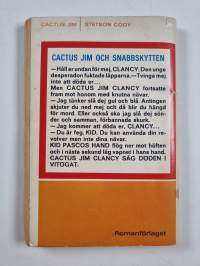 CACTUS JIM
STETSON CODY
CACTUS JIM OCH SNABBSKYTTEN
— Håll er undan för mej, CLANCY. Den unge
desperadon fuktade läpparna. —Tvinga mej
inte att döda er...
Men CACTUS JIM CLANCY fortsatte
fram mot honom med knutna nävar.
— Jag tänker slå dej gul och blå. Antingen
skjuter du ned mej och då blir du hängd
för mord. Eller också ska jag slå dej sön-
der och samman, förbannade skurk.
— Jag kommer att döda er, CLANCY...
— Du är feg, KID. Du kan använda din re-
volver men inte dina nävar.
KID PASCOS HAND flög ner mot höften
och i nästa sekund låg vapnet i hans hand.
CACTUS JIM CLANCY SÅG DÖDEN I
VITÖGAT.
Romanförlaget